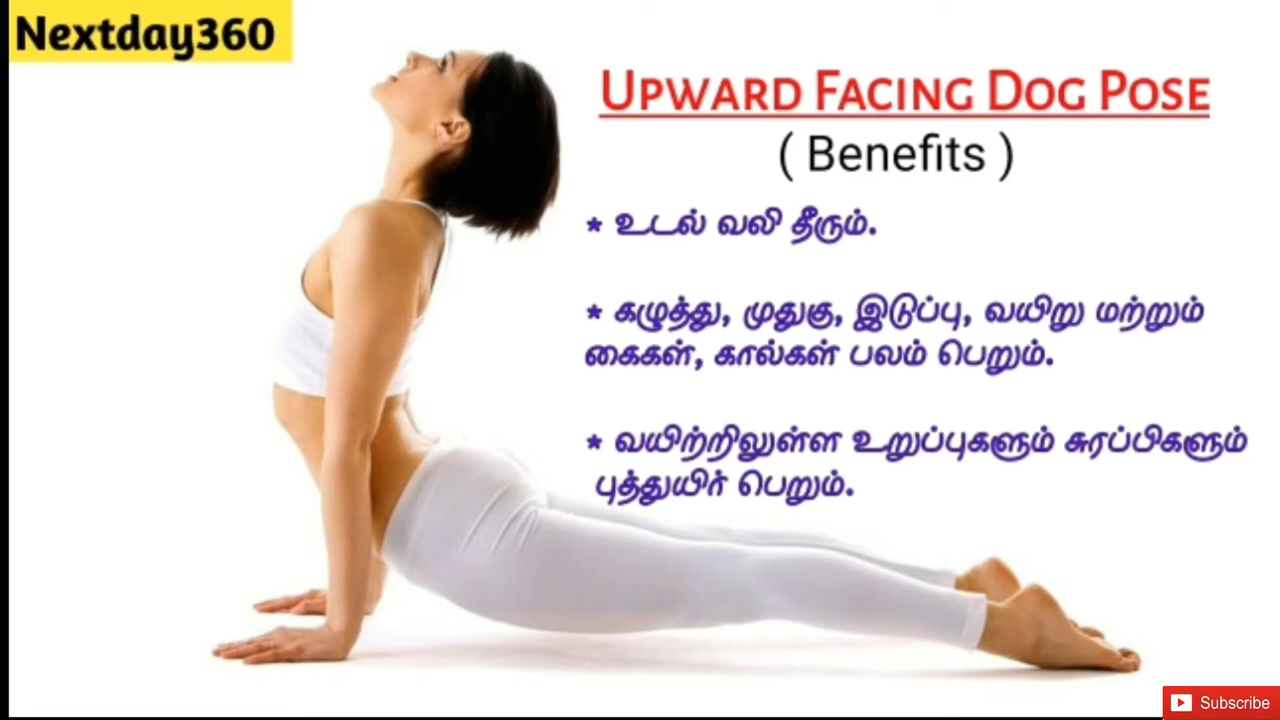 Nextday360
UPWARD FACING DOG POSE
( Benefits )
* உடல் வலி தீரும்.
* கழுத்து, முதுகு, இடுப்பு, வயிறு மற்றும்
கைகள், கால்கள் பலம் பெறும்.
* வயிற்றிலுள்ள உறுப்புகளும் சுரப்பிகளும்
புத்துயிர் பெறும்.
Subscribe